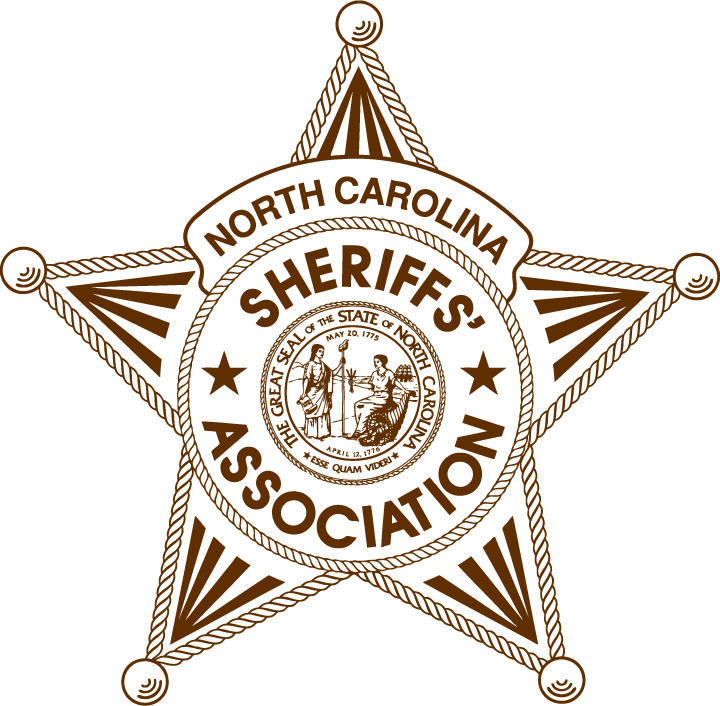 NORTH CAROLINA
SHERIFFS'
THE GREAT SEAL OF THE STATE OF NORTH CAROLINA
MAY 20, 1775
APRIL 12, 1776
★ ESSE QUAM VIDERI ★
ASSOCIATION